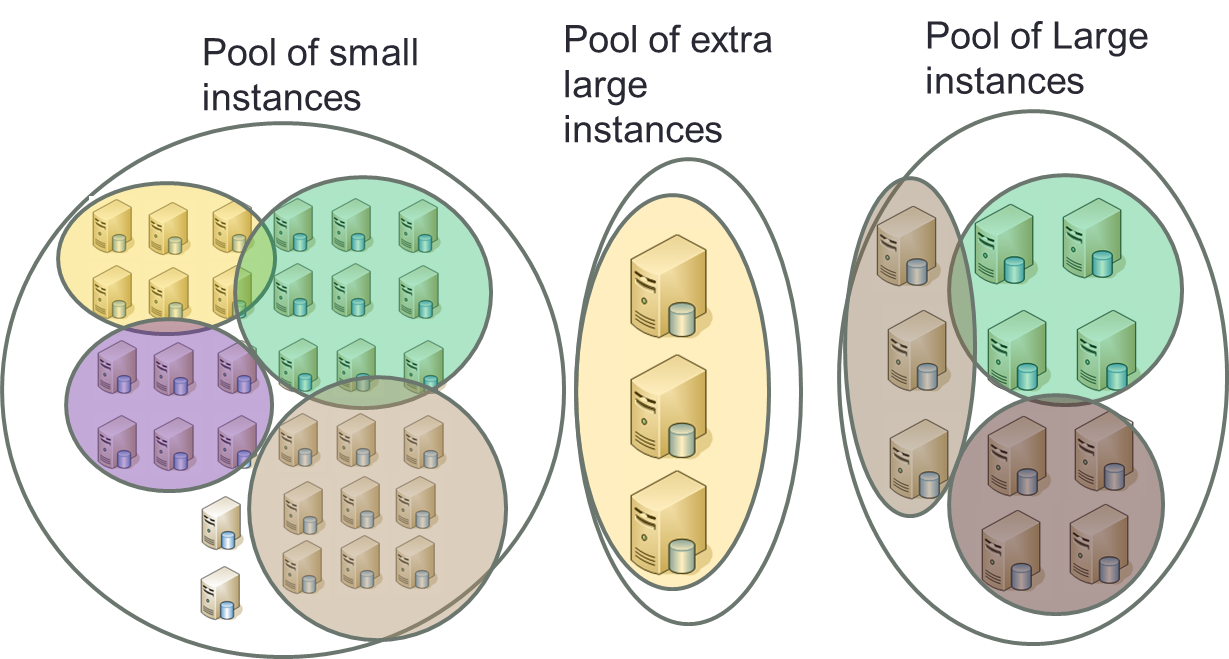 Pool of small
instances
Pool of extra
large
instances
Pool of Large
instances